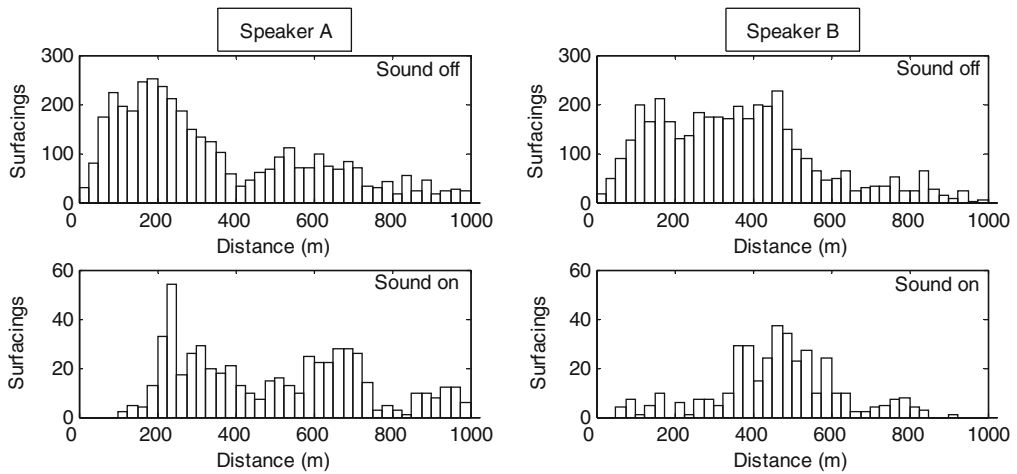 Speaker A
Speaker B
300
200
100
0
Surfacings
Sound off
0 200 400 600 800 1000
Distance (m)
300
200
100
0
Surfacings
Sound off
0 200 400 600 800 1000
Distance (m)
60
40
20
0
Surfacings
Sound on
0 200 400 600 800 1000
Distance (m)
60
40
20
0
Surfacings
Sound on
0 200 400 600 800 1000
Distance (m)